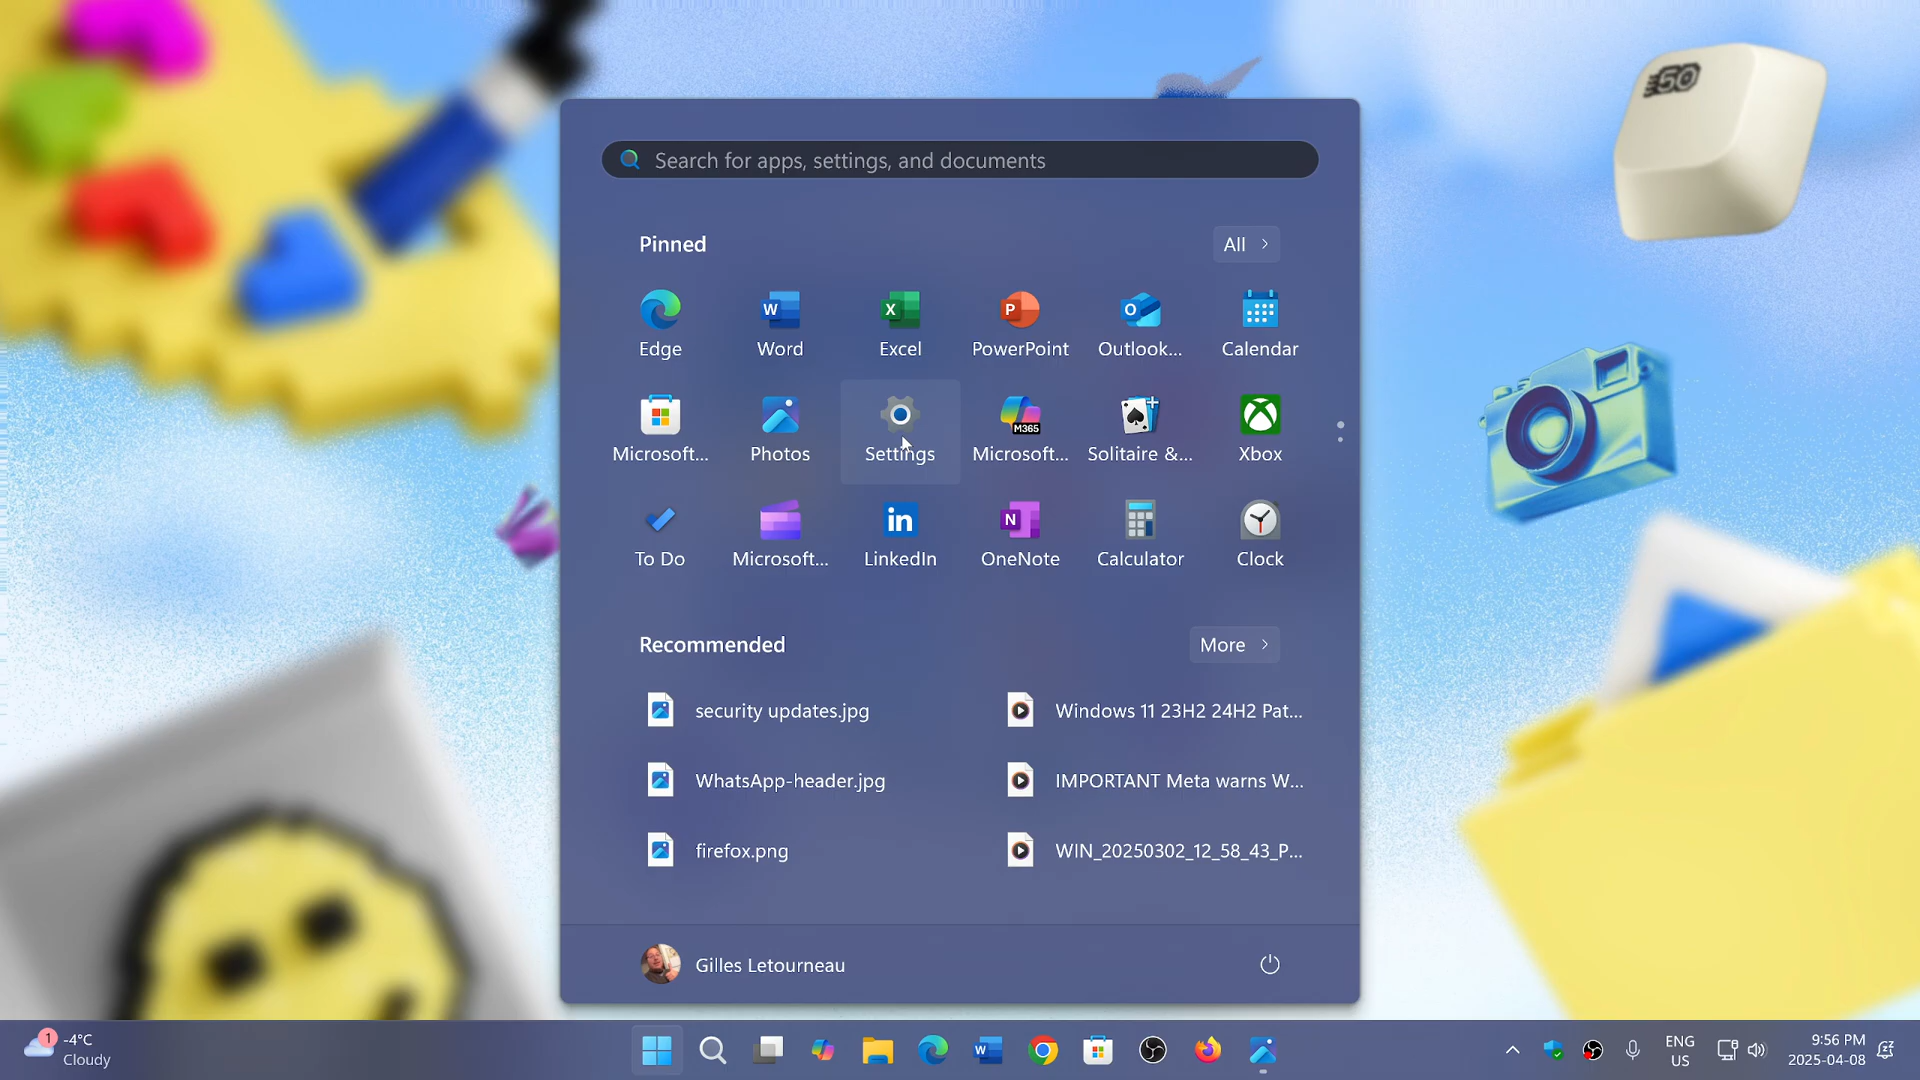 50
Search for apps, settings, and documents
Pinned
All
Edge
Word
Excel
PowerPoint
Outlook...
Calendar
M365
Microsoft...
Photos
Settings
Microsoft...
Solitaire &...
Xbox
To Do
Microsoft...
LinkedIn
OneNote
Calculator
Clock
Recommended
More
security updates.jpg
Windows 11 23H2 24H2 Pat...
WhatsApp-header.jpg
IMPORTANT Meta warns W...
firefox.png
WIN_20250302_12_58_43_P...
Gilles Letourneau
1
-4°C
Cloudy
ENG
US
9:56 PM
2025-04-08